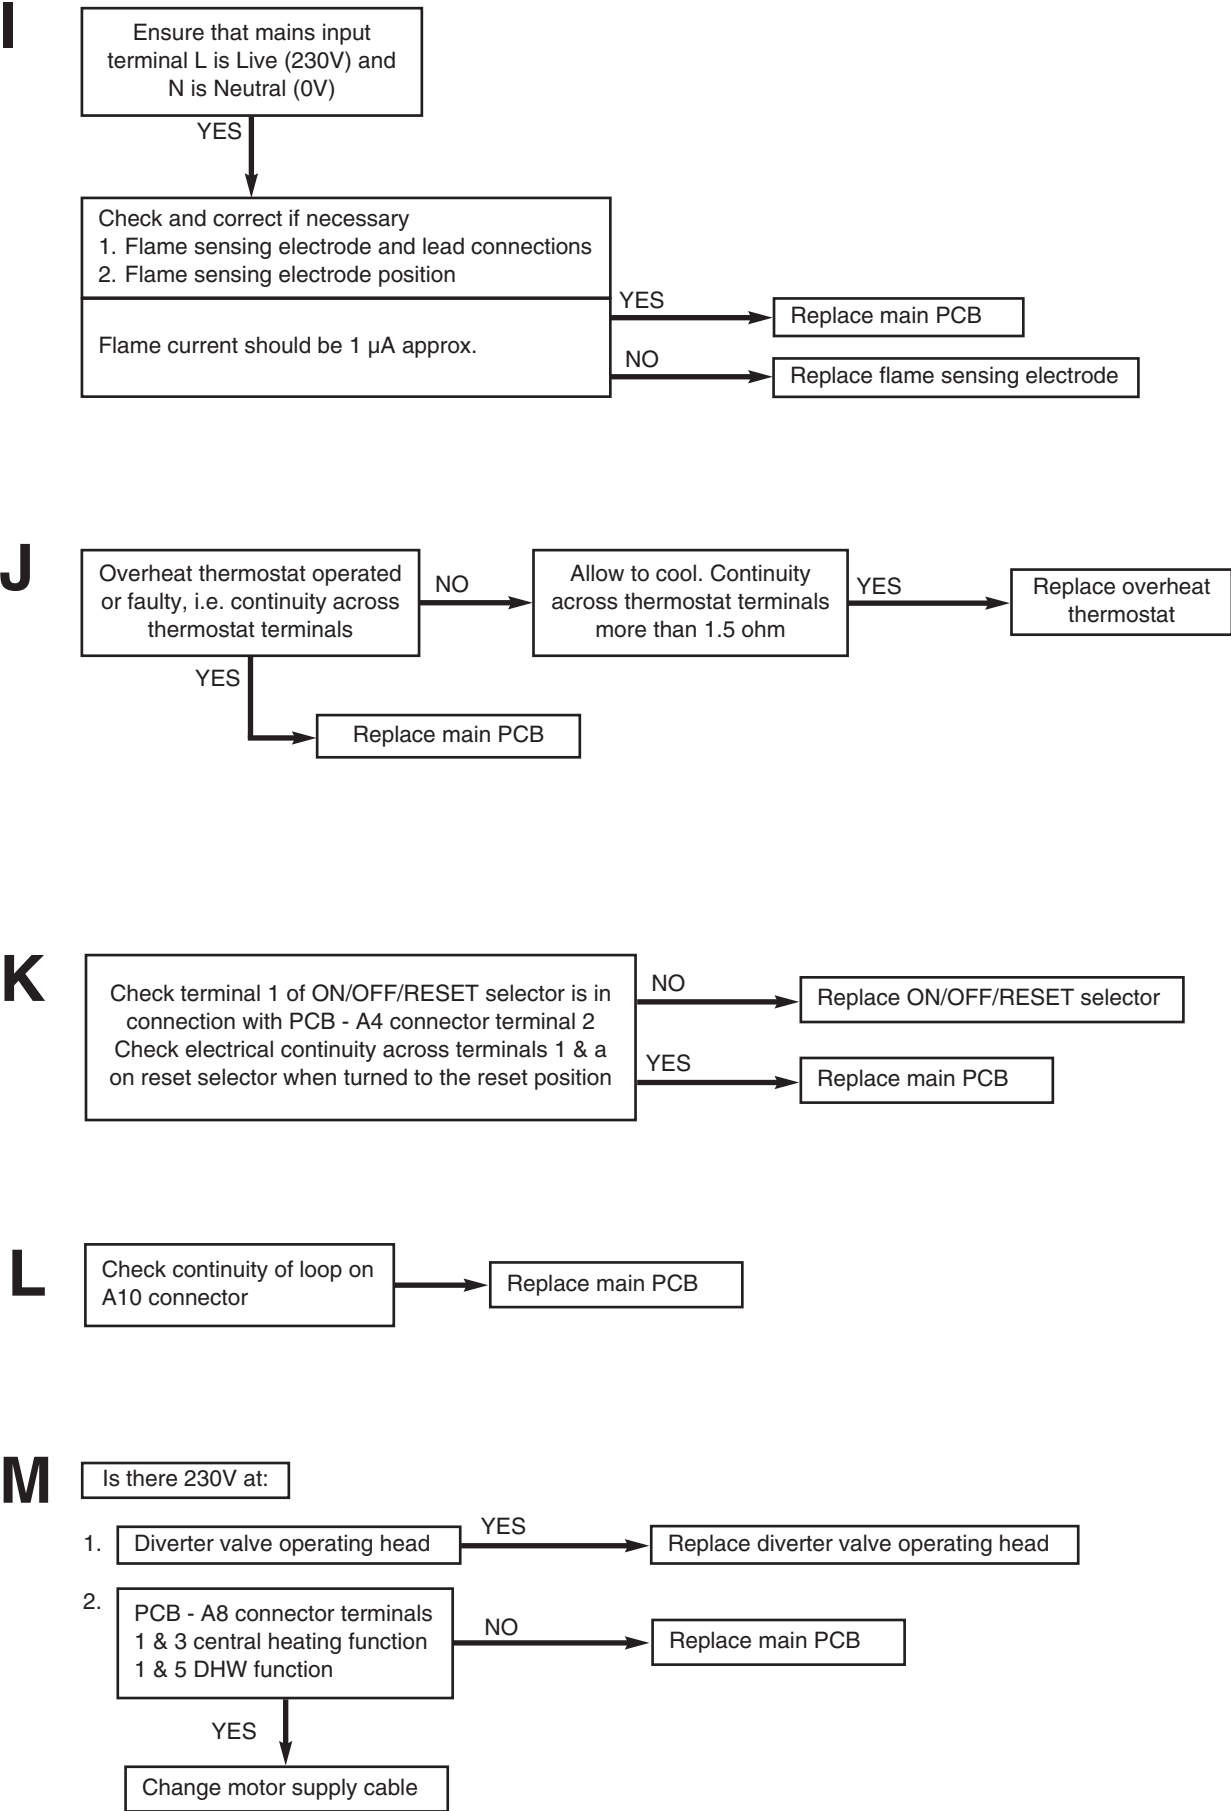 I
Ensure that mains input
terminal L is Live (230V) and
N is Neutral (0V)
YES
Check and correct if necessary
1. Flame sensing electrode and lead connections
2. Flame sensing electrode position
YES
Replace main PCB
Flame current should be 1 µA approx.
NO
Replace flame sensing electrode
J
Overheat thermostat operated
or faulty, i.e. continuity across
thermostat terminals
NO
Allow to cool. Continuity
across thermostat terminals
more than 1.5 ohm
YES
Replace overheat
thermostat
YES
Replace main PCB
K
Check terminal 1 of ON/OFF/RESET selector is in
connection with PCB - A4 connector terminal 2
Check electrical continuity across terminals 1 & a
on reset selector when turned to the reset position
NO
Replace ON/OFF/RESET selector
YES
Replace main PCB
L
Check continuity of loop on
A10 connector
Replace main PCB
M
Is there 230V at:
1.
Diverter valve operating head
YES
Replace diverter valve operating head
2.
PCB - A8 connector terminals
1 & 3 central heating function
1 & 5 DHW function
NO
Replace main PCB
YES
Change motor supply cable